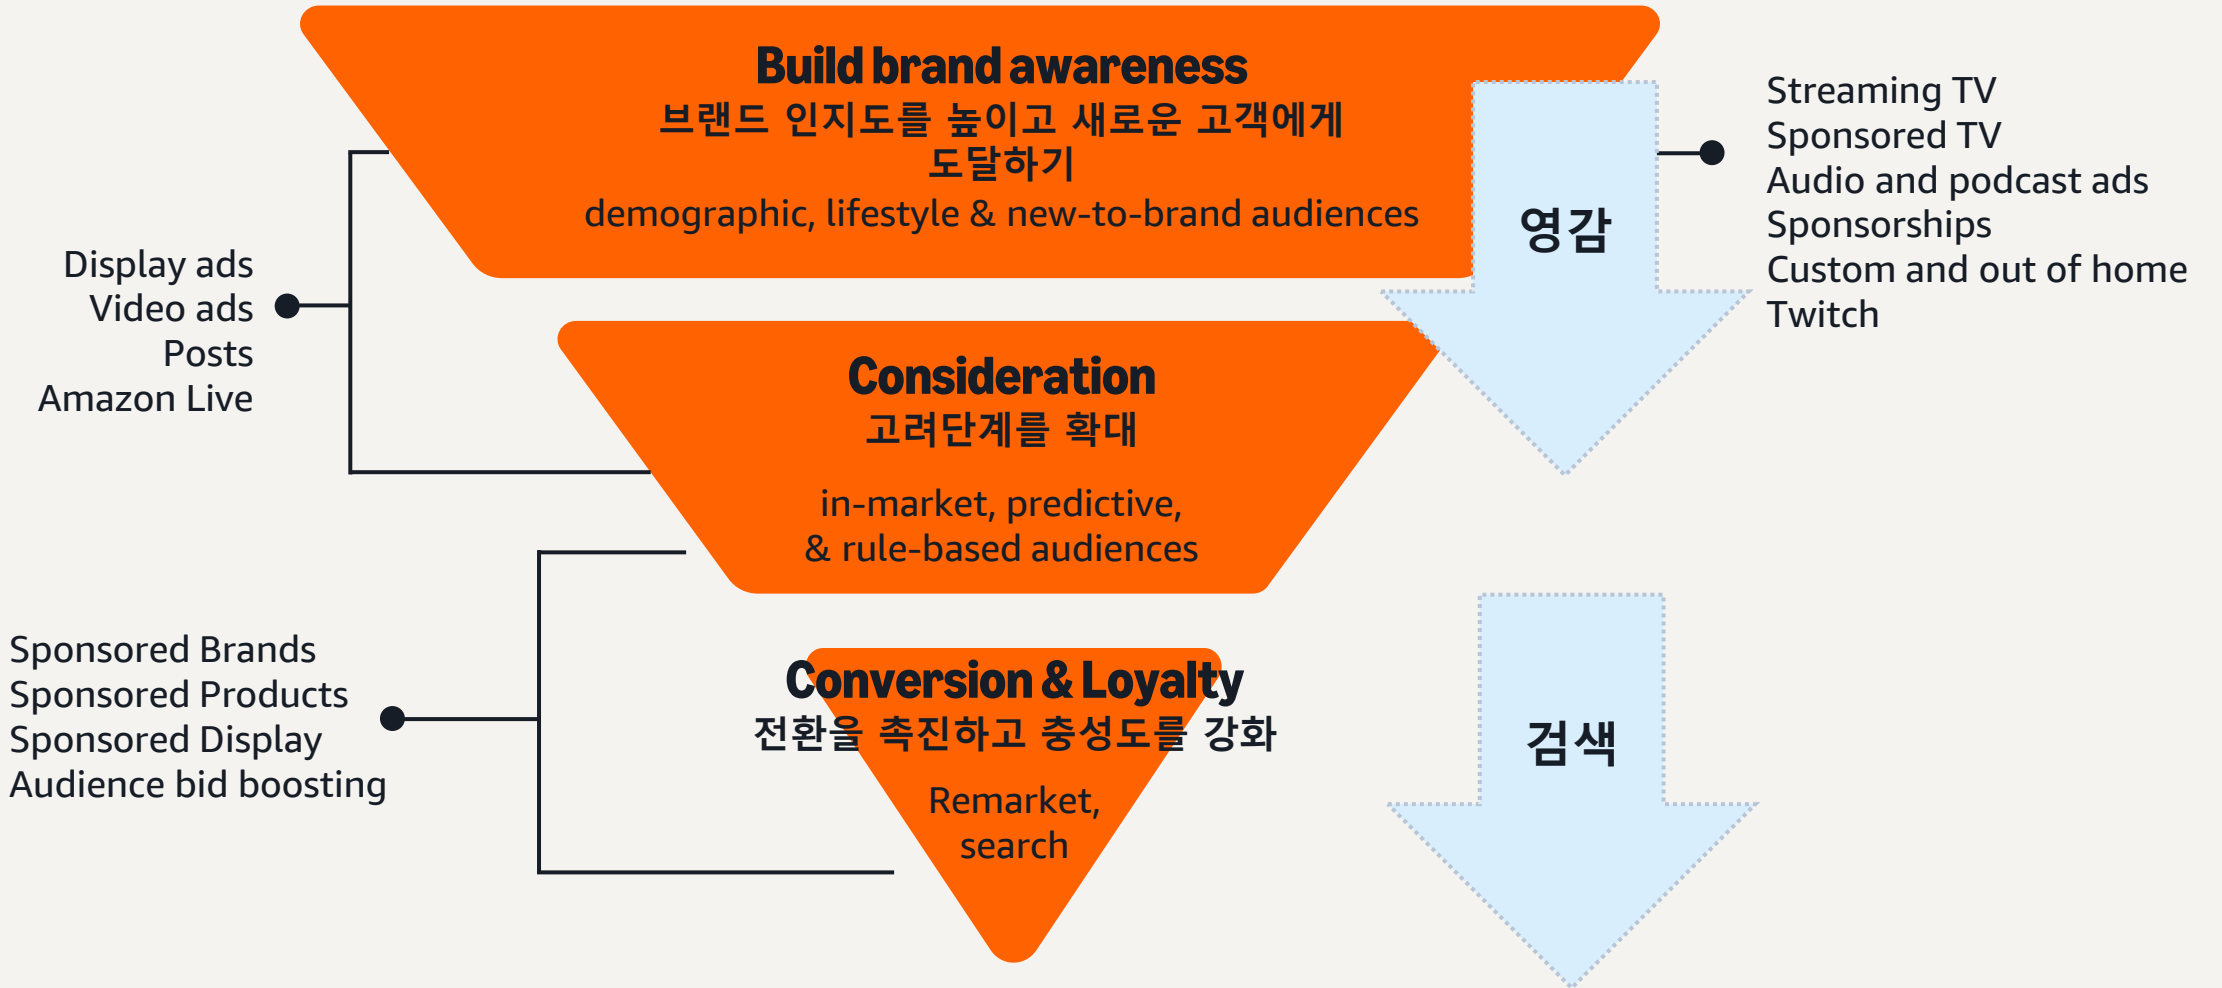 Build brand awareness
브랜드 인지도를 높이고 새로운 고객에게
도달하기
demographic, lifestyle & new-to-brand audiences
영감
Streaming TV
Sponsored TV
Audio and podcast ads
Sponsorships
Custom and out of home
Twitch
Display ads
Video ads
Posts
Amazon Live
Consideration
고려단계를 확대
in-market, predictive,
& rule-based audiences
Sponsored Brands
Sponsored Products
Sponsored Display
Audience bid boosting
Conversion & Loyalty
전환을 촉진하고 충성도를 강화
Remarket,
search
검색